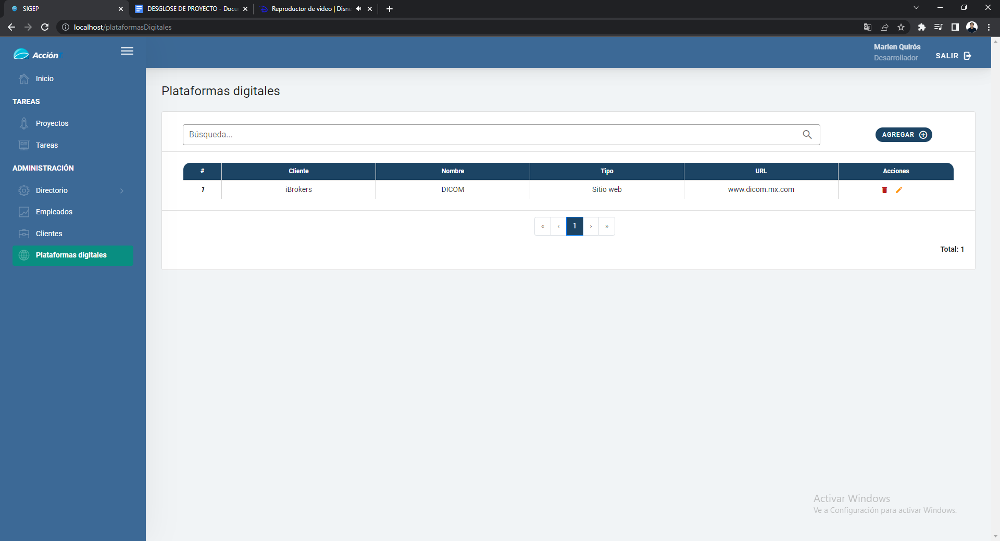 SIGEP
DESGLOSE DE PROYECTO - Docu
Reproductor de video | Disne
localhost/plataformasDigitales
Acción
Marlen Quirós
Desarrollador
SALIR
Inicio
TAREAS
Proyectos
Tareas
ADMINISTRACIÓN
Directorio
Empleados
Clientes
Plataformas digitales
Plataformas digitales
Búsqueda...
AGREGAR
# Cliente Nombre Tipo URL Acciones
1 iBrokers DICOM Sitio web www.dicom.mx.com
« ‹ 1 › »
Total: 1
Activar Windows
Ve a Configuración para activar Windows.